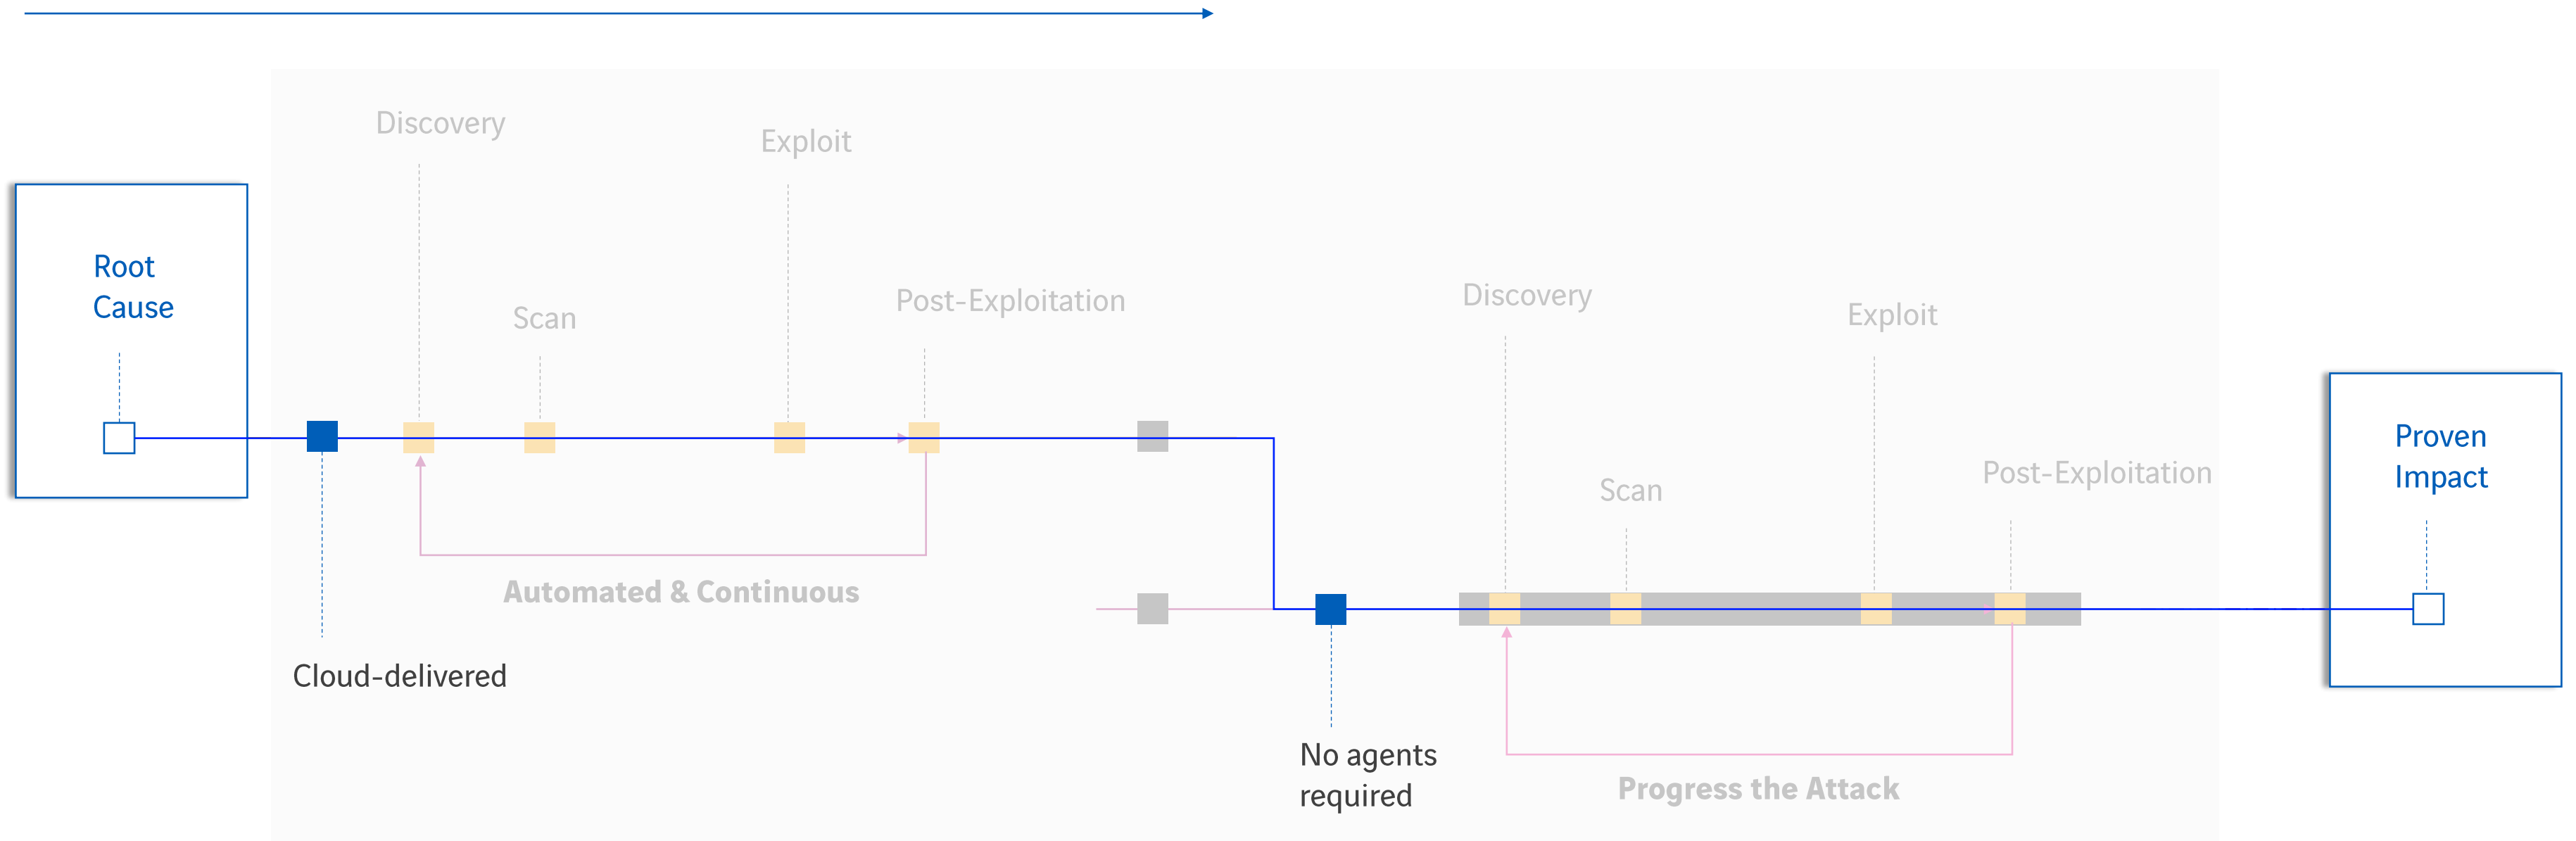 Discovery
Exploit
Root
Cause
Scan
Post-Exploitation
Discovery
Exploit
Scan
Post-Exploitation
Proven
Impact
Automated & Continuous
Cloud-delivered
No agents
required
Progress the Attack